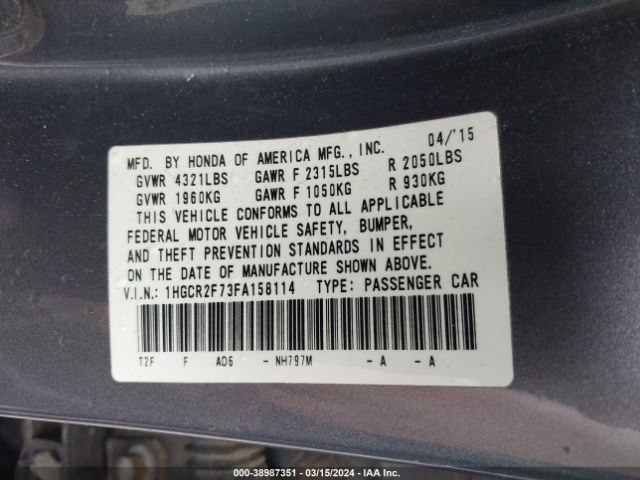 MFD. BY HONDA OF AMERICA MFG., INC. 04/'15
GVWR 4321LBS GAWR F 2315LBS R 2050LBS
GVWR 1960KG GAWR F 1050KG R 930KG
THIS VEHICLE CONFORMS TO ALL APPLICABLE
FEDERAL MOTOR VEHICLE SAFETY, BUMPER,
AND THEFT PREVENTION STANDARDS IN EFFECT
ON THE DATE OF MANUFACTURE SHOWN ABOVE.
V.I.N.: 1HGCR2F73FA158114 TYPE: PASSENGER CAR
T2F F AD6 - NH797M - A - A
000-38987351 - 03/15/2024 - IAA Inc.